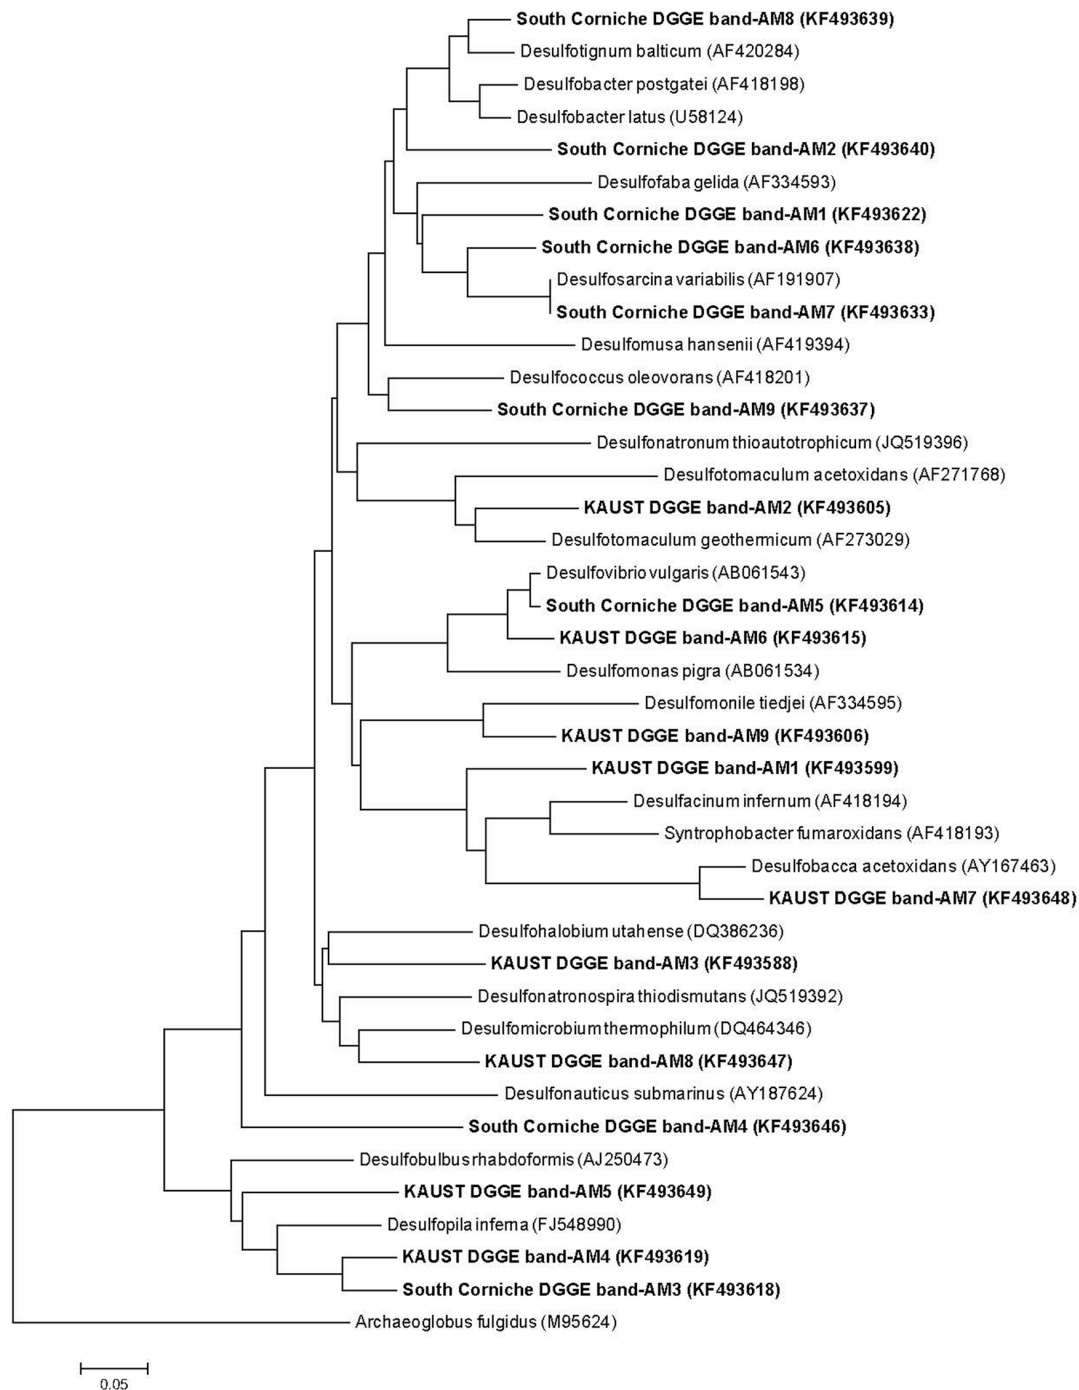 South Corniche DGGE band-AM8 (KF493639)
Desulfotignum balticum (AF420284)
Desulfobacter postgatei (AF418198)
Desulfobacter latus (U58124)
South Corniche DGGE band-AM2 (KF493640)
Desulfofaba gelida (AF334593)
South Corniche DGGE band-AM1 (KF493622)
South Corniche DGGE band-AM6 (KF493638)
Desulfosarcina variabilis (AF191907)
South Corniche DGGE band-AM7 (KF493633)
Desulfomusa hansenii (AF419394)
Desulfococcus oleovorans (AF418201)
South Corniche DGGE band-AM9 (KF493637)
Desulfonatronum thioautotrophicum (JQ519396)
Desulfotomaculum acetoxidans (AF271768)
KAUST DGGE band-AM2 (KF493605)
Desulfotomaculum geothermicum (AF273029)
Desulfovibrio vulgaris (AB061543)
South Corniche DGGE band-AM5 (KF493614)
KAUST DGGE band-AM6 (KF493615)
Desulfomonas pigra (AB061534)
Desulfomonile tiedjei (AF334595)
KAUST DGGE band-AM9 (KF493606)
KAUST DGGE band-AM1 (KF493599)
Desulfacinum infernum (AF418194)
Syntrophobacter fumaroxidans (AF418193)
Desulfobacca acetoxidans (AY167463)
KAUST DGGE band-AM7 (KF493648)
Desulfohalobium utahense (DQ386236)
KAUST DGGE band-AM3 (KF493588)
Desulfonatronospira thiodismutans (JQ519392)
Desulfomicrobium thermophilum (DQ464346)
KAUST DGGE band-AM8 (KF493647)
Desulfonauticus submarinus (AY187624)
South Corniche DGGE band-AM4 (KF493646)
Desulfobulbus rhabdoformis (AJ250473)
KAUST DGGE band-AM5 (KF493649)
Desulfopila inferna (FJ548990)
KAUST DGGE band-AM4 (KF493619)
South Corniche DGGE band-AM3 (KF493618)
Archaeoglobus fulgidus (M95624)
0.05